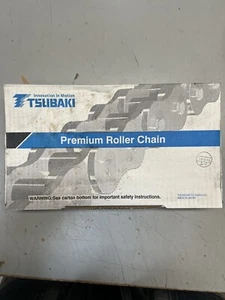 Innovation in Motion
TSUBAKI
Premium Roller Chain
WARNING: See carton bottom for important safety instructions.